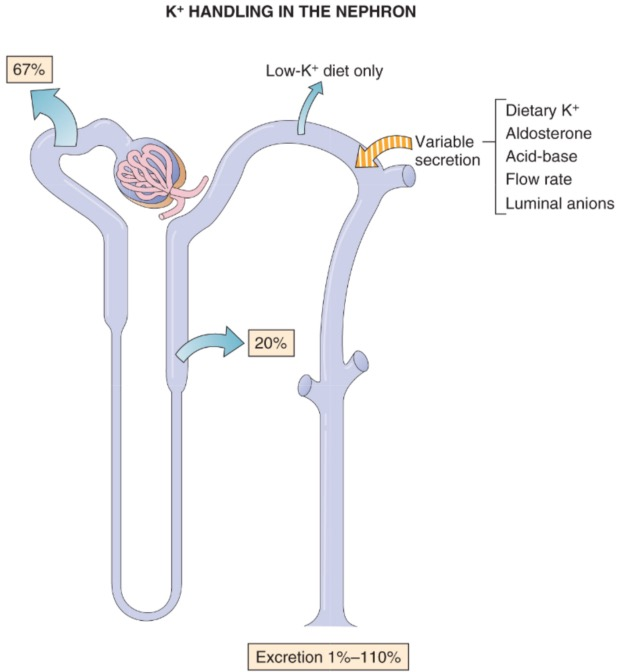 K⁺ HANDLING IN THE NEPHRON
67%
Low-K⁺ diet only
Variable
secretion
Dietary K⁺
Aldosterone
Acid-base
Flow rate
Luminal anions
20%
Excretion 1%–110%